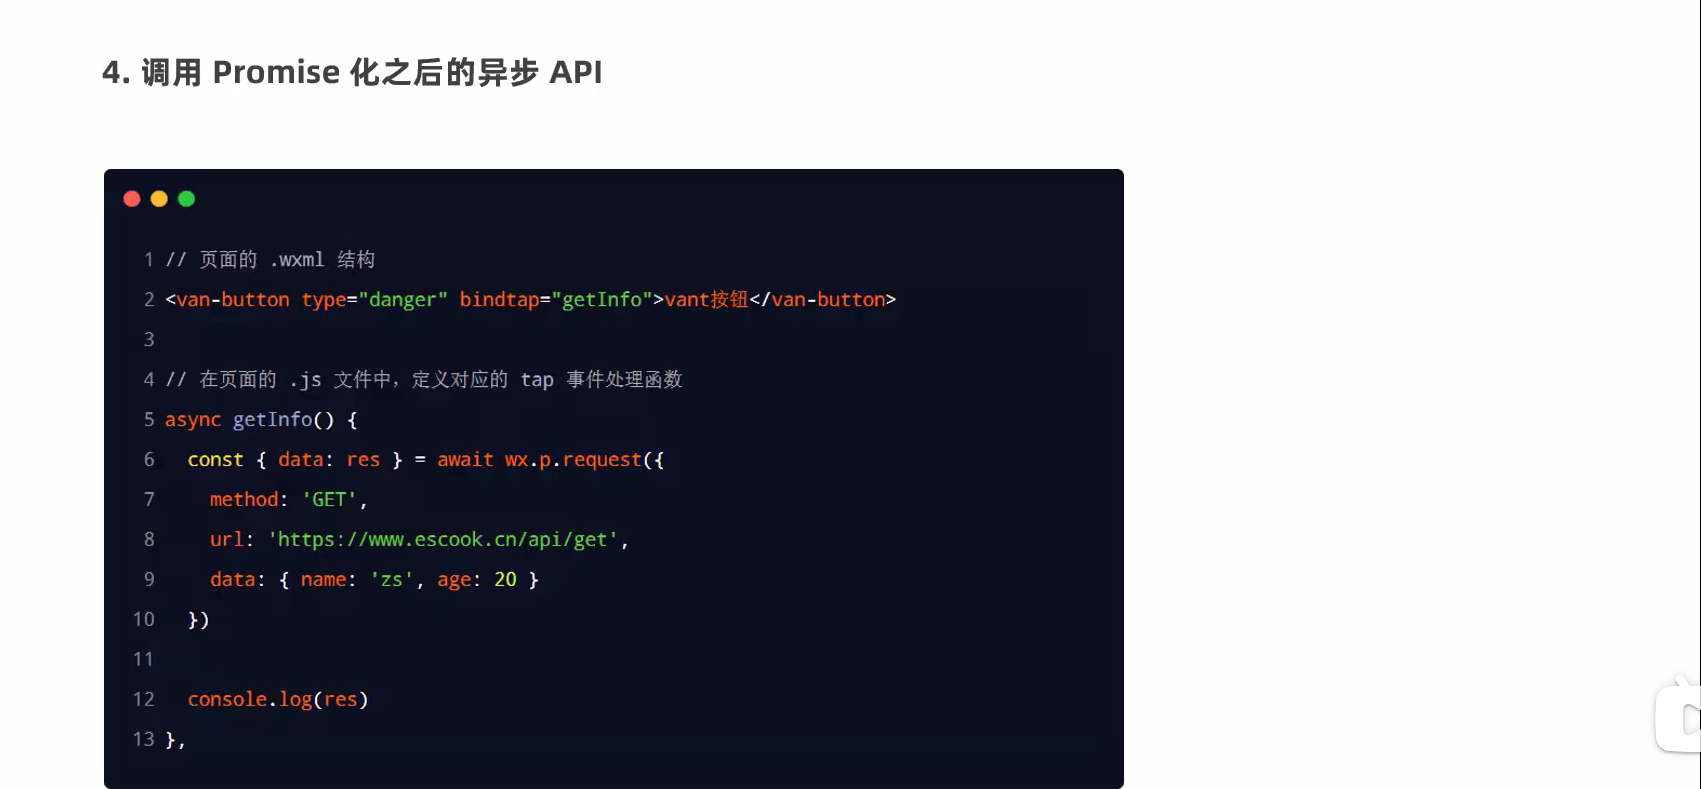 4. 调用 Promise 化之后的异步 API
1 // 页面的 .wxml 结构
2 <van-button type="danger" bindtap="getInfo">vant按钮</van-button>
3
4 // 在页面的 .js 文件中，定义对应的 tap 事件处理函数
5 async getInfo() {
6   const { data: res } = await wx.p.request({
7     method: 'GET',
8     url: 'https://www.escook.cn/api/get',
9     data: { name: 'zs', age: 20 }
10   })
11
12   console.log(res)
13 },